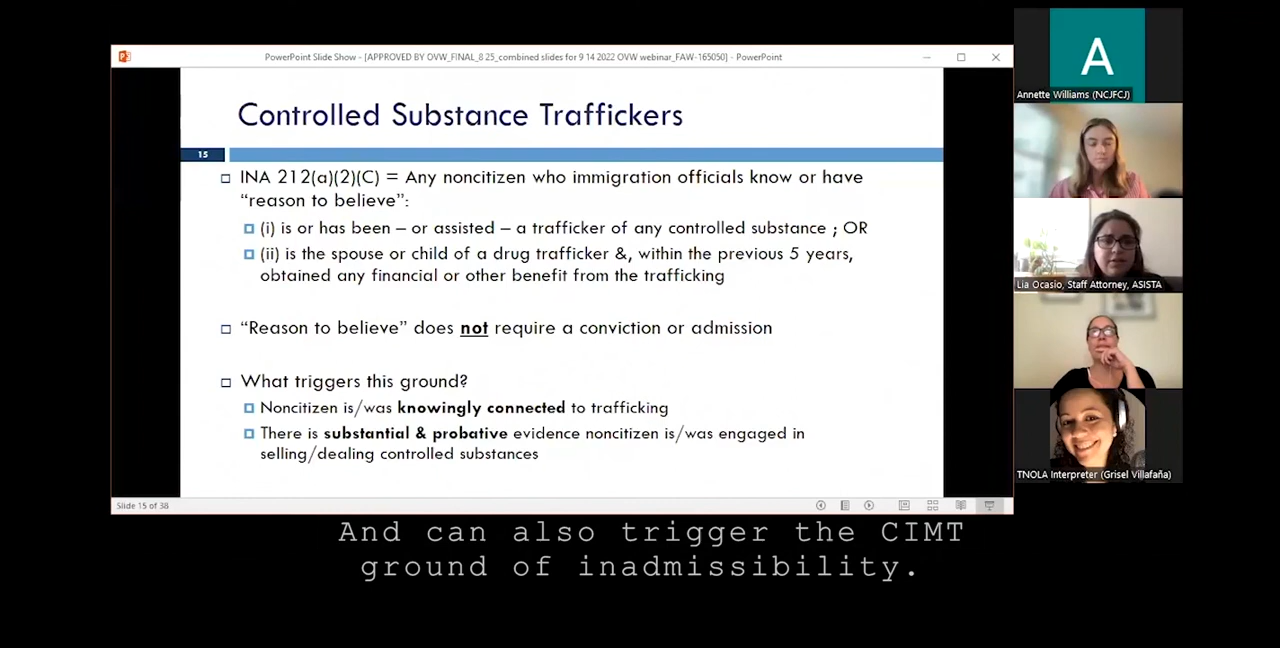 PowerPoint Slide Show - [APPROVED BY OVW_FINAL_8 25_combined slides for 9 14 2022 OVW webinar_FAW-165050] - PowerPoint
Controlled Substance Traffickers
15
INA 212(a)(2)(C) = Any noncitizen who immigration officials know or have
“reason to believe”:
(i) is or has been – or assisted – a trafficker of any controlled substance ; OR
(ii) is the spouse or child of a drug trafficker &, within the previous 5 years,
obtained any financial or other benefit from the trafficking
“Reason to believe” does not require a conviction or admission
What triggers this ground?
Noncitizen is/was knowingly connected to trafficking
There is substantial & probative evidence noncitizen is/was engaged in
selling/dealing controlled substances
Slide 15 of 38
A
Annette Williams (NCJFCJ)
Lia Ocasio, Staff Attorney, ASISTA
TNOLA Interpreter (Grisel Villafaña)
And can also trigger the CIMT
ground of inadmissibility.